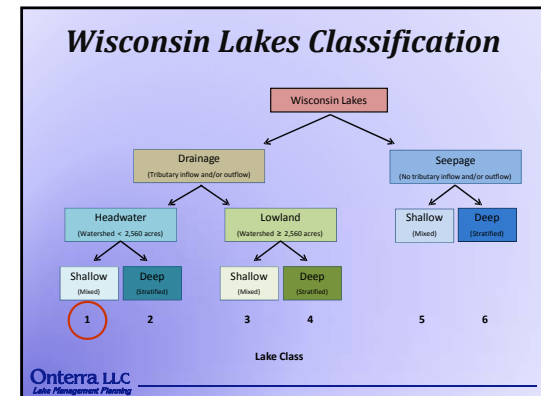 Wisconsin Lakes Classification
Wisconsin Lakes
Drainage
(Tributary inflow and/or outflow)
Seepage
(No tributary inflow and/or outflow)
Headwater
(Watershed < 2,560 acres)
Lowland
(Watershed ≥ 2,560 acres)
Shallow
(Mixed)
Deep
(Stratified)
Shallow
(Mixed)
Deep
(Stratified)
Shallow
(Mixed)
Deep
(Stratified)
1
2
3
4
5
6
Lake Class
Onterra LLC
Lake Management Planning